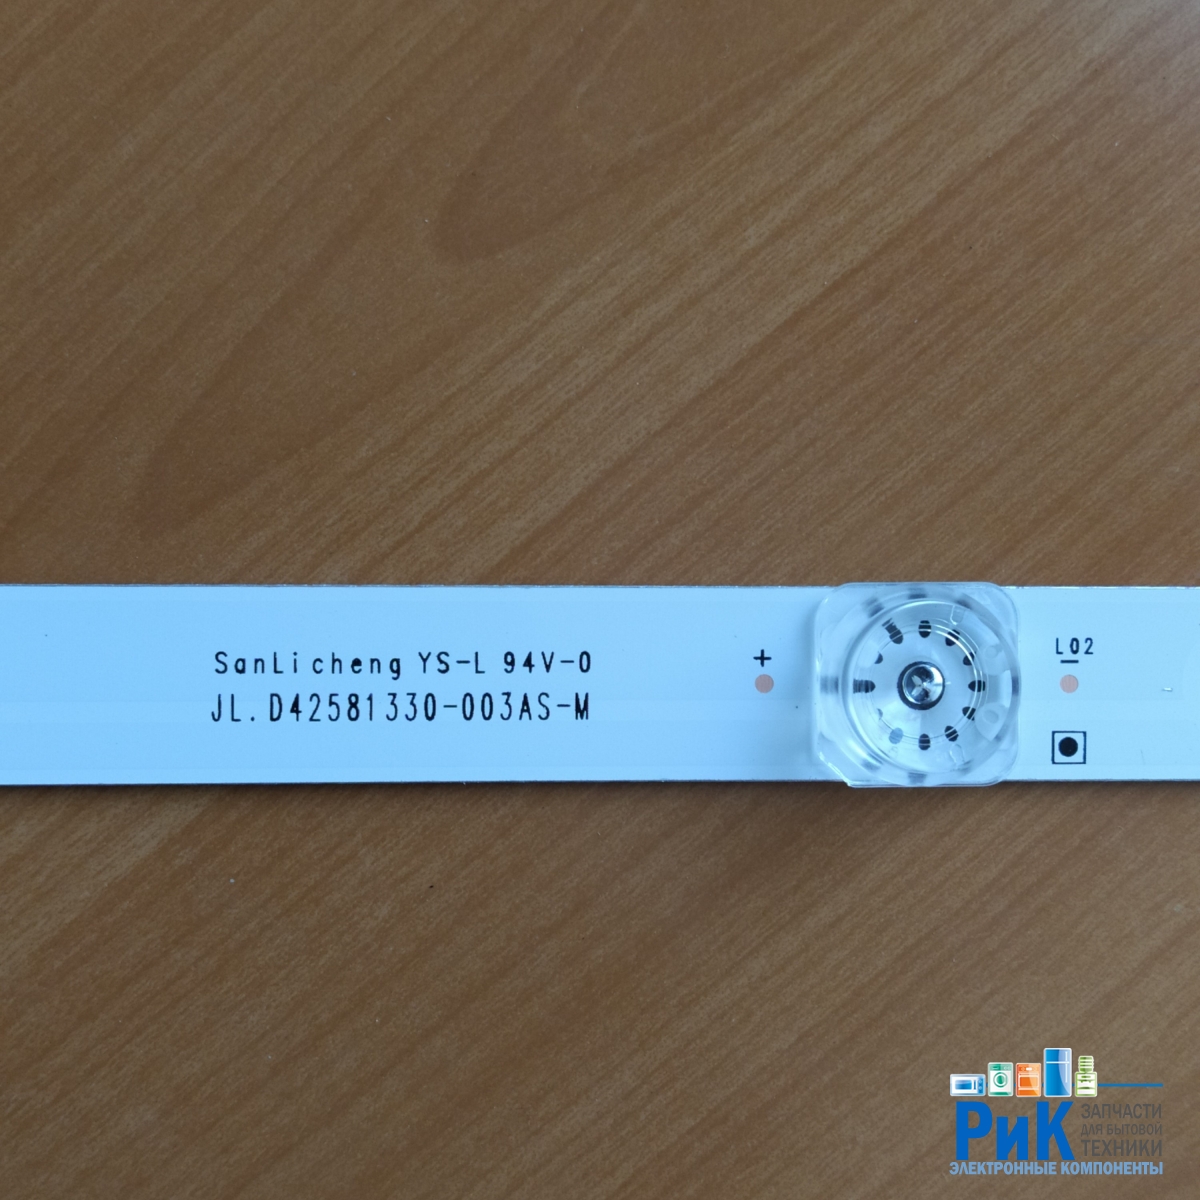 SanLicheng YS-L 94V-0
JL.D42581330-003AS-M
+
L02
РиК
ЗАПЧАСТИ
ДЛЯ БЫТОВОЙ
ТЕХНИКИ
ЭЛЕКТРОННЫЕ КОМПОНЕНТЫ